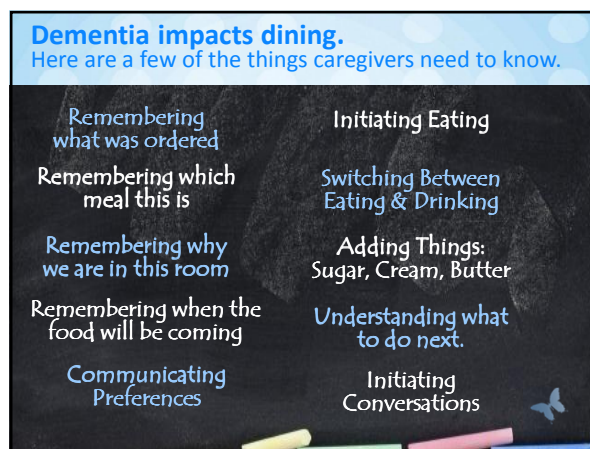 Dementia impacts dining.
Here are a few of the things caregivers need to know.
Remembering
what was ordered
Remembering which
meal this is
Remembering why
we are in this room
Remembering when the
food will be coming
Communicating
Preferences
Initiating Eating
Switching Between
Eating & Drinking
Adding Things:
Sugar, Cream, Butter
Understanding what
to do next.
Initiating
Conversations